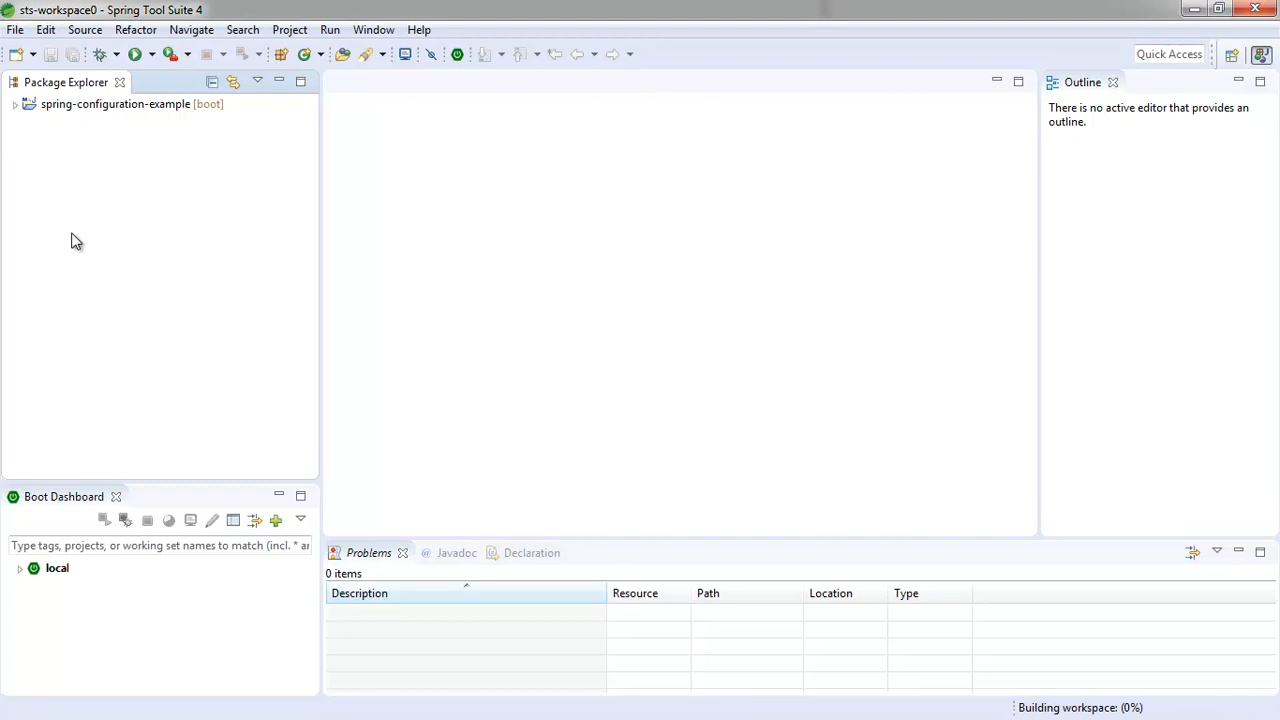 sts-workspace0 - Spring Tool Suite 4
File Edit Source Refactor Navigate Search Project Run Window Help
Quick Access
Package Explorer
spring-configuration-example [boot]
Outline
There is no active editor that provides an
outline.
Boot Dashboard
Type tags, projects, or working set names to match (incl. * ar
local
Problems @ Javadoc Declaration
0 items
Description Resource Path Location Type
Building workspace: (0%)